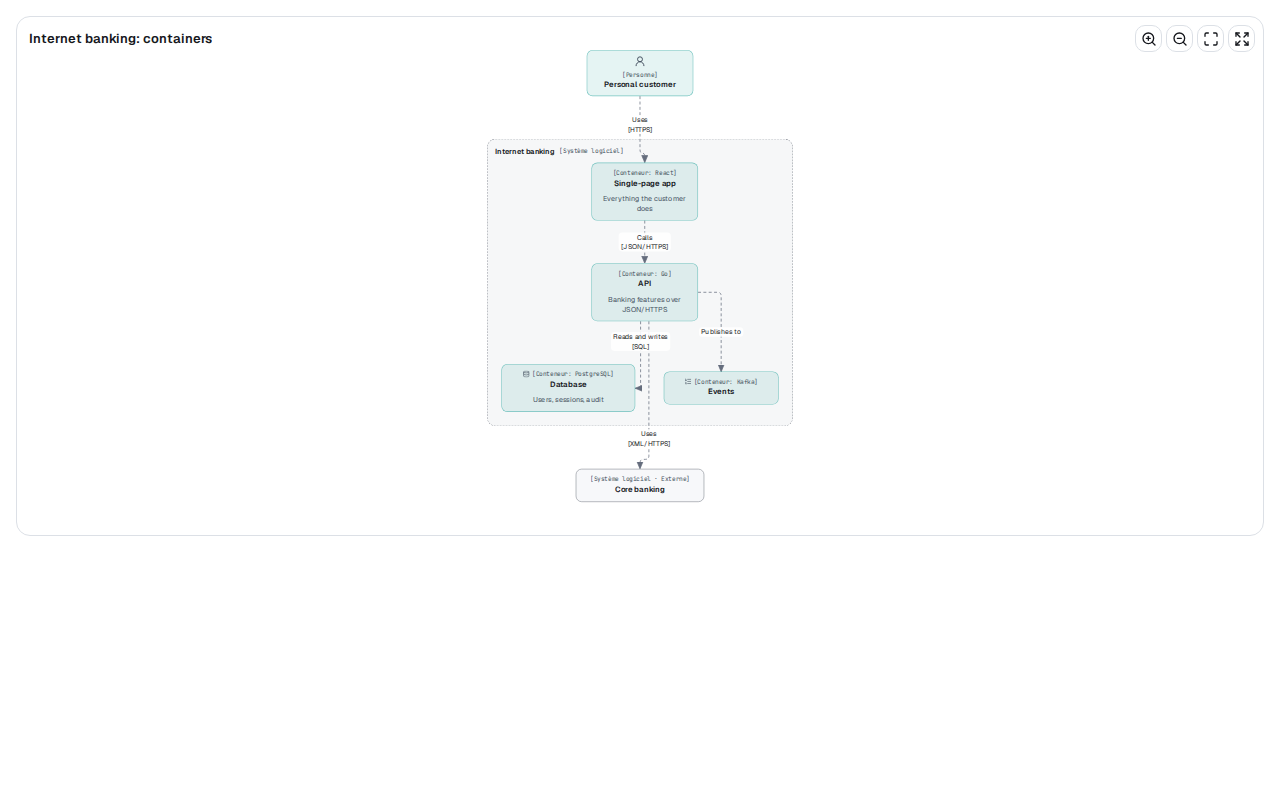 Internet banking: containers
[Personne]
Personal customer
Uses
[HTTPS]
Internet banking [Système logiciel]
[Conteneur: React]
Single-page app
Everything the customer
does
Calls
[JSON/HTTPS]
[Conteneur: Go]
API
Banking features over
JSON/HTTPS
Reads and writes
[SQL]
Publishes to
[Conteneur: PostgreSQL]
Database
Users, sessions, audit
[Conteneur: Kafka]
Events
Uses
[XML/HTTPS]
[Système logiciel · Externe]
Core banking